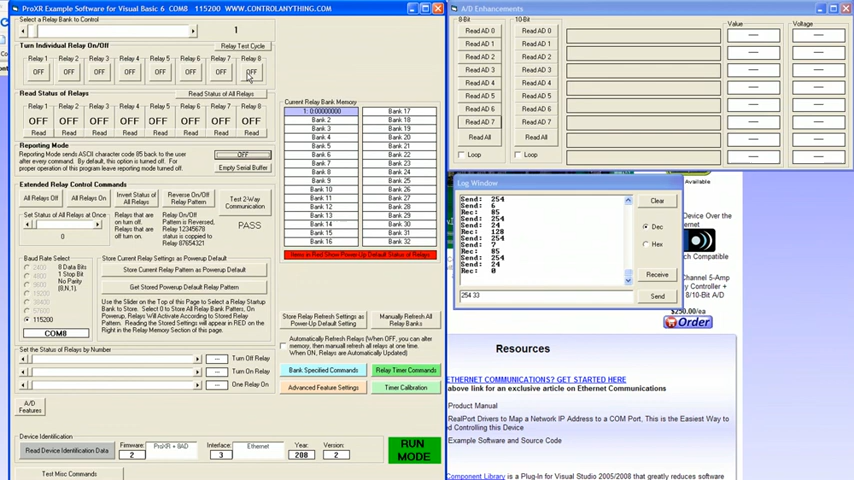 ProXR Example Software for Visual Basic 6 COM8 115200 WWW.CONTROLANYTHING.COM
Select a Relay Bank to Control
1
Turn Individual Relay On/Off
Relay Test Cycle
Relay 1 Relay 2 Relay 3 Relay 4 Relay 5 Relay 6 Relay 7 Relay 8
OFF OFF OFF OFF OFF OFF OFF OFF
Read Status of Relays
Read Status of All Relays
Relay 1 Relay 2 Relay 3 Relay 4 Relay 5 Relay 6 Relay 7 Relay 8
OFF OFF OFF OFF OFF OFF OFF OFF
Read Read Read Read Read Read Read Read
Reporting Mode
Reporting Mode sends ASCII character code 85 back to the user
after every command. By default, this option is turned off. For
proper operation of this program leave reporting mode off.
OFF
Empty Serial Buffer
Extended Relay Control Commands
All Relays Off
All Relays On
Invert Status of
All Relays
Reverse On/Off
Relay Pattern
Test 2-Way
Communication
Set Status of All Relays at Once
0
Relays that are
on turn off.
Relays that are
off turn on.
Relay On/Off
Pattern is
Reversed, Relay
12345678
is coppied to
87654321
PASS
Baud Rate Select
2400
4800
9600
19200
38400
57600
115200
8 Data Bits
1 Stop Bit
No Parity
(8,N,1).
COM8
Store Current Relay Settings as Powerup Default
Store Current Relay Pattern as Powerup Default
Get Stored Powerup Default Relay Pattern
Use the Slider on the Top of this Page to Select a Relay Startup
Bank to Store. Select 0 to Store All Relay Bank Patterns, On
Powerup, Relays will Activate According to Stored Relay
Pattern. Reading the Stored Settings will appear in RED on the
Right in the Relay Memory Section of this page.
Set the Status of Relays by Number
Turn Off Relay
Turn On Relay
One Relay On
A/D
Features
Device Identification
Read Device Identification Data
Firmware: ProXR + 8AD
2
Interface: Ethernet
3
Year:
208
Version:
2
RUN
MODE
Test Misc Commands
Current Relay Bank Memory
1: 0:00000000
Bank 2
Bank 3
Bank 4
Bank 5
Bank 6
Bank 7
Bank 8
Bank 9
Bank 10
Bank 11
Bank 12
Bank 13
Bank 14
Bank 15
Bank 16
Bank 17
Bank 18
Bank 19
Bank 20
Bank 21
Bank 22
Bank 23
Bank 24
Bank 25
Bank 26
Bank 27
Bank 28
Bank 29
Bank 30
Bank 31
Bank 32
Items in Red Show Power-Up Default Status of Relays
Store Relay Refresh Settings as
Power-Up Default Setting
Manually Refresh All
Relay Banks
Automatically Refresh Relays (When OFF, you can alter
memory, then manual refresh all relays at one time.
When ON, Relays are Automatically Updated)
Bank Specified Commands
Relay Timer Commands
Advanced Feature Settings
Timer Calibration
A/D Enhancements
8-Bit
10-Bit
Value
Voltage
Read AD 0 Read AD 0
Read AD 1 Read AD 1
Read AD 2 Read AD 2
Read AD 3 Read AD 3
Read AD 4 Read AD 4
Read AD 5 Read AD 5
Read AD 6 Read AD 6
Read AD 7 Read AD 7
Read All Read All
Loop Loop
Log Window
Send: 254
Send: 6
Rec: 85
Send: 254
Send: 24
Rec: 128
Send: 254
Send: 7
Rec: 85
Send: 254
Send: 24
Rec: 0
254 33
Clear
Dec
Hex
Receive
Send
Available.
Device Over the
Internet
ch Compatible
Channel 5-Amp
Controller +
8/10-Bit A/D
$250.00/ea
Order
Resources
ETHERNET COMMUNICATIONS? GET STARTED HERE
above link for an exclusive article on Ethernet Communications
Product Manual
RealPort Drivers to Map a Network IP Address to a COM Port, This is the Easiest Way to
d Controlling this Device
Example Software and Source Code
Component Library is a Plug-In for Visual Studio 2005/2008 that greatly reduces software